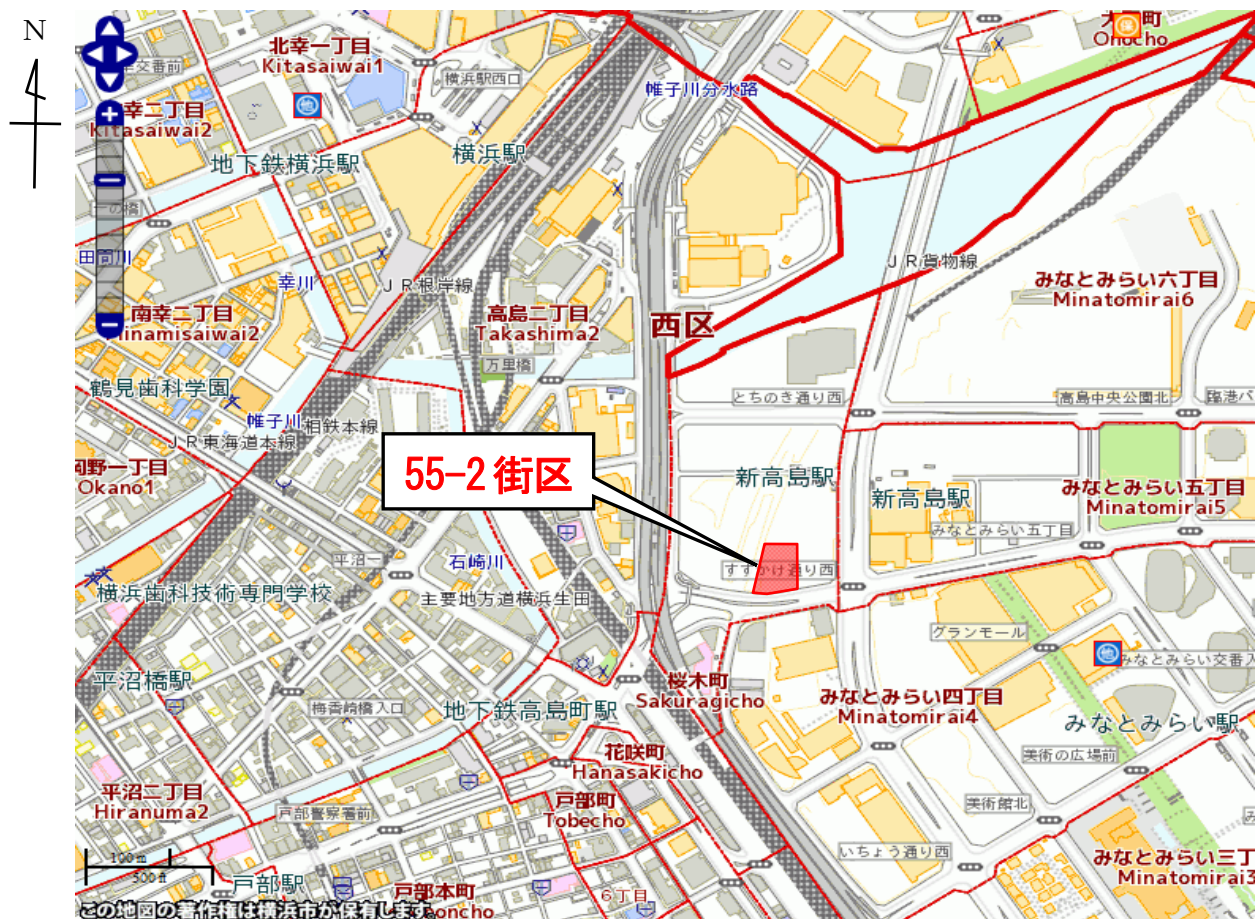 N
北幸一丁目
Kitasaiwai1
交番前
横浜駅西口
幸二丁目
Kitasaiwai2
地下鉄横浜駅
横浜駅
帷子川分水路
Onocho
一の橋
田間川
幸川
ＪＲ根岸線
ＪＲ貨物線
南幸二丁目
Minamisaiwai2
高島二丁目
Takashima2
西区
みなとみらい六丁目
Minatomirai6
万里橋
鶴見歯科学園
とちのき通り西
高島中央公園北
臨港パ
帷子川
相鉄本線
ＪＲ東海道本線
55-2 街区
岡野一丁目
Okano1
新高島駅
新高島駅
みなとみらい五丁目
Minatomirai5
みなとみらい五丁目
平沼一
石崎川
すずかけ通り西
横浜歯科技術専門学校
主要地方道横浜生田
グランモール
みなとみらい交番入
平沼橋駅
梅香崎橋入口
地下鉄高島町駅
桜木町
Sakuragicho
みなとみらい四丁目
Minatomirai4
みなとみらい駅
美術の広場前
花咲町
Hanasakicho
平沼二丁目
Hiranuma2
戸部警察署前
戸部町
Tobecho
美術館北
いちょう通り西
みなとみらい三丁
Minatomirai3
100 m
500 ft
戸部駅
戸部本町
６丁目
この地図の著作権は横浜市が保有します。
oncho